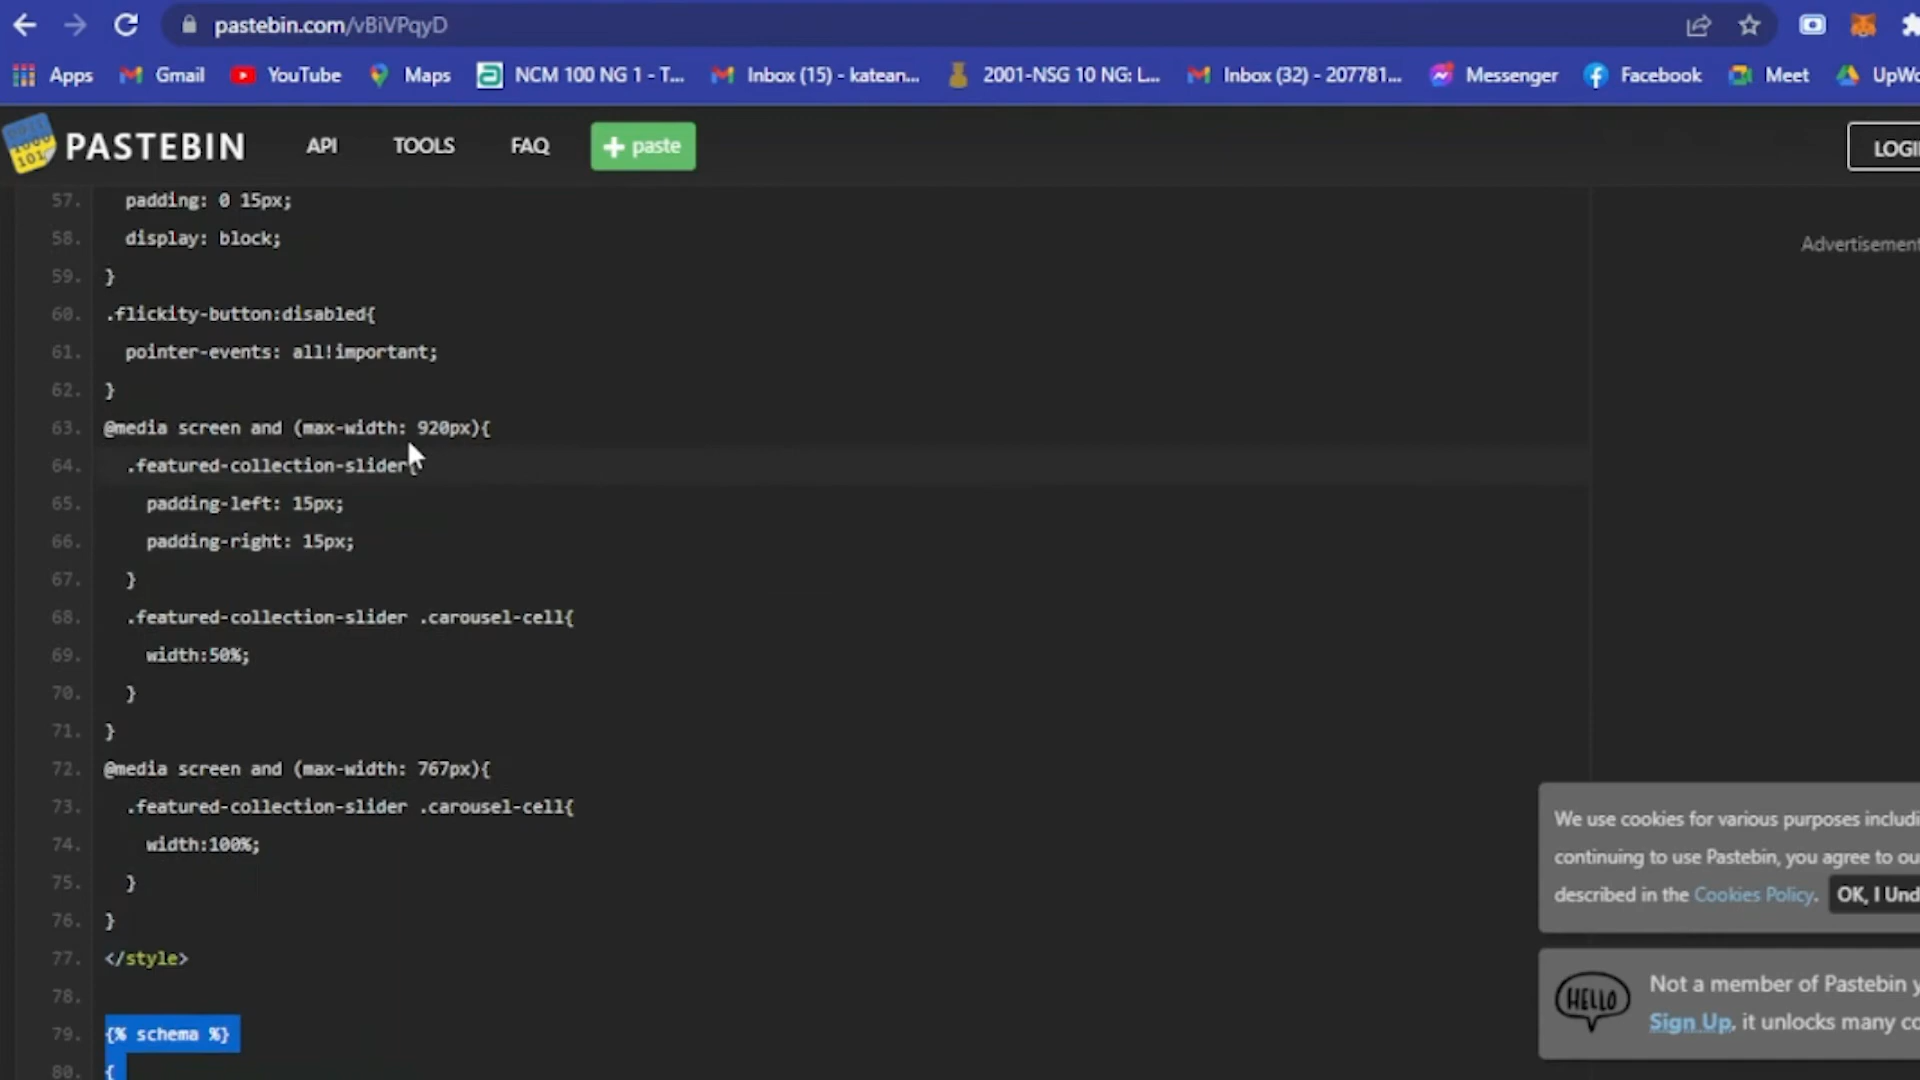 pastebin.com/vBiVPqyD
Apps Gmail YouTube Maps NCM 100 NG 1 - T... Inbox (15) - katean... 2001-NSG 10 NG: L... Inbox (32) - 207781... Messenger Facebook Meet UpWo
PASTEBIN API TOOLS FAQ + paste LOGI
57. padding: 0 15px;
58. display: block;
Advertisement
59. }
60. .flickity-button:disabled{
61. pointer-events: all!important;
62. }
63. @media screen and (max-width: 920px){
64. .featured-collection-slider{
65. padding-left: 15px;
66. padding-right: 15px;
67. }
68. .featured-collection-slider .carousel-cell{
69. width:50%;
70. }
71. }
72. @media screen and (max-width: 767px){
73. .featured-collection-slider .carousel-cell{
74. width:100%;
75. }
76. }
77. </style>
78.
79. {% schema %}
80. {
We use cookies for various purposes includi
continuing to use Pastebin, you agree to ou
described in the Cookies Policy. OK, I Und
HELLO
Not a member of Pastebin y
Sign Up, it unlocks many co